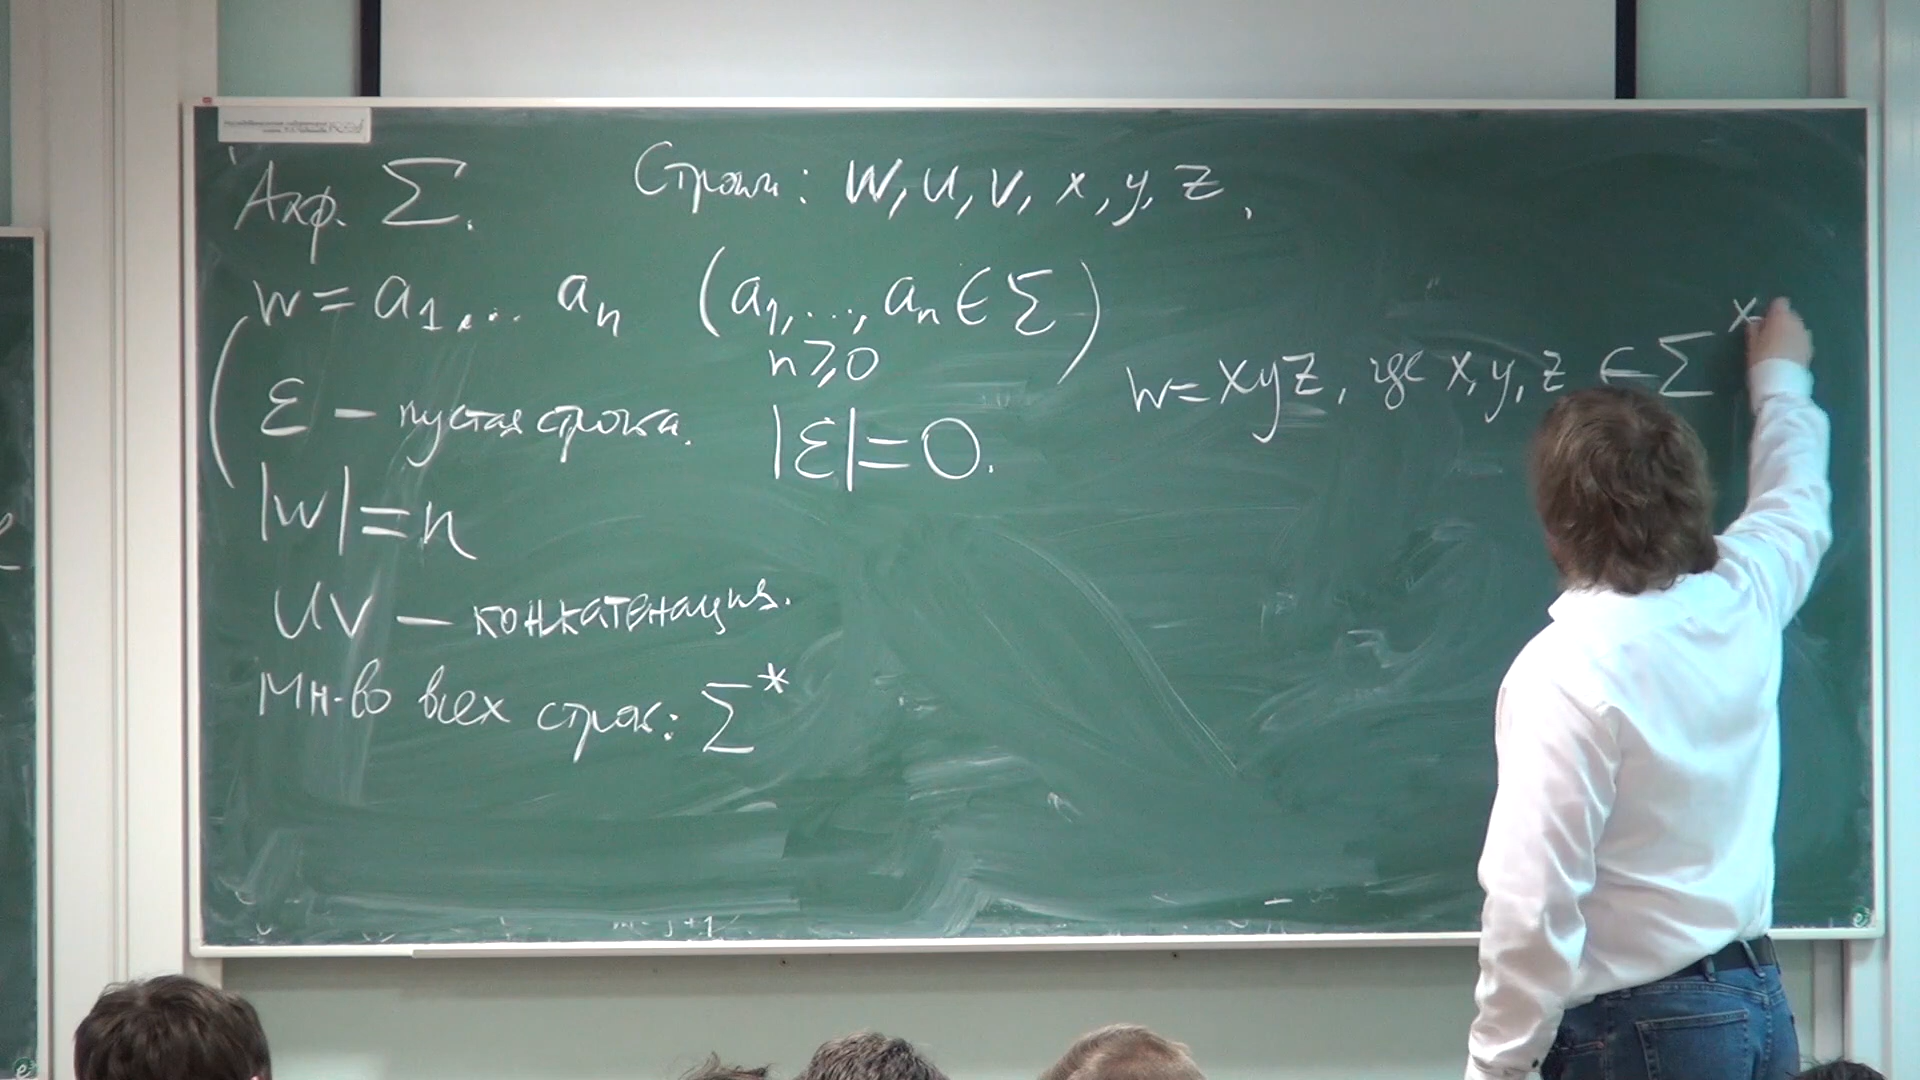 Алф. Σ.
Строки: w, u, v, x, y, z,
w = a₁, ... aₙ (a₁, ..., aₙ ∈ Σ)
n ⩾ 0
ε – пустая строка. |ε| = 0.
|w| = n
uv – конкатенация.
Мн-во всех строк: Σ*
w = xyz, где x, y, z ∈ Σ*